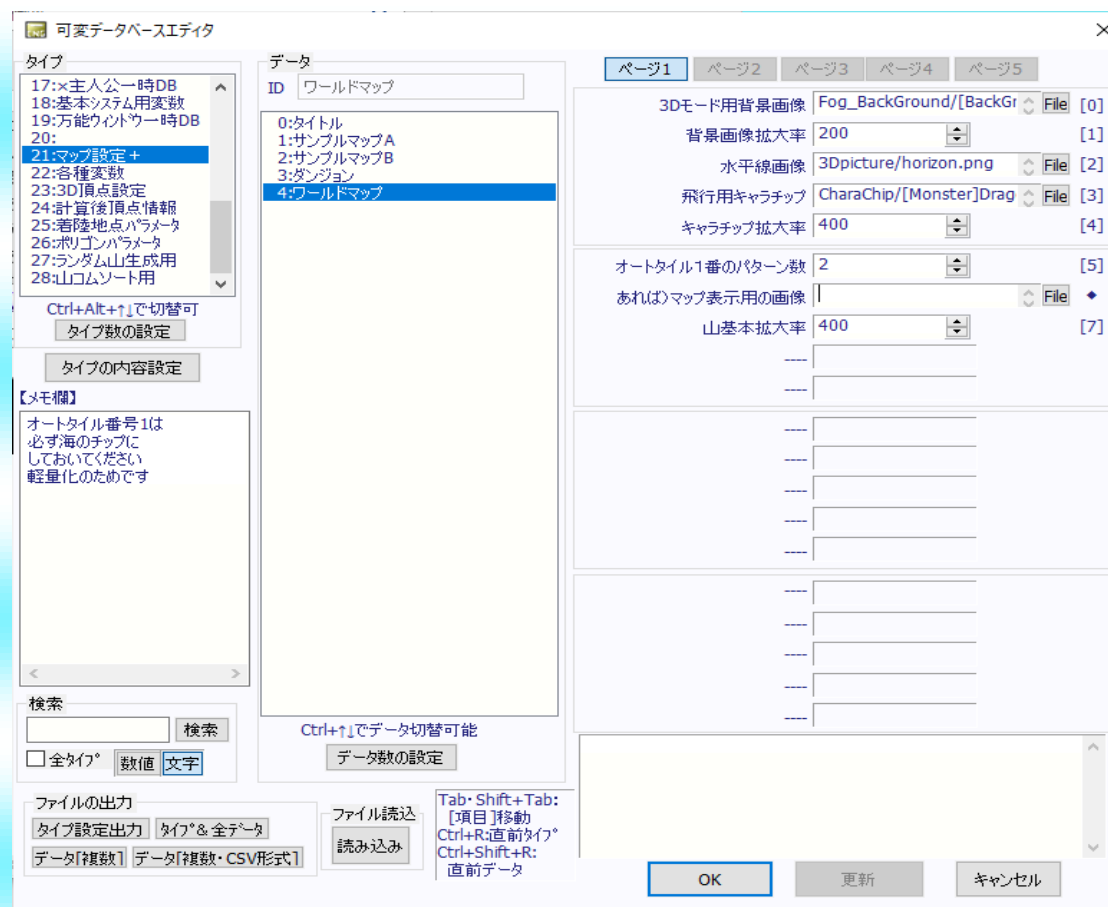 可変データベースエディタ
タイプ
17:×主人公一時DB
18:基本システム用変数
19:万能ウィンドウ一時DB
20:
21:マップ設定+
22:各種変数
23:3D頂点設定
24:計算後頂点情報
25:着陸地点パラメータ
26:ポリゴンパラメータ
27:ランダム山生成用
28:山コムソート用
Ctrl+Alt+↑↓で切替可
タイプ数の設定
タイプの内容設定
【メモ欄】
オートタイル番号1は
必ず海のチップに
しておいてください
軽量化のためです
検索
検索
全タイプ 数値 文字
ファイルの出力
タイプ設定出力 タイプ&全データ
データ[複数] データ[複数・CSV形式]
データ
ID ワールドマップ
0:タイトル
1:サンプルマップA
2:サンプルマップB
3:ダンジョン
4:ワールドマップ
Ctrl+↑↓でデータ切替可能
データ数の設定
ファイル読込
読み込み
Tab・Shift+Tab:
[項目]移動
Ctrl+R:直前タイプ
Ctrl+Shift+R:
直前データ
ページ1 ページ2 ページ3 ページ4 ページ5
3Dモード用背景画像 Fog_BackGround/[BackGr File [0]
背景画像拡大率 200 [1]
水平線画像 3Dpicture/horizon.png File [2]
飛行用キャラチップ CharaChip/[Monster]Drag File [3]
キャラチップ拡大率 400 [4]
オートタイル1番のパターン数 2 [5]
あれば)マップ表示用の画像 File ◆
山基本拡大率 400 [7]
----
----
----
----
----
----
----
----
----
----
----
----
OK 更新 キャンセル